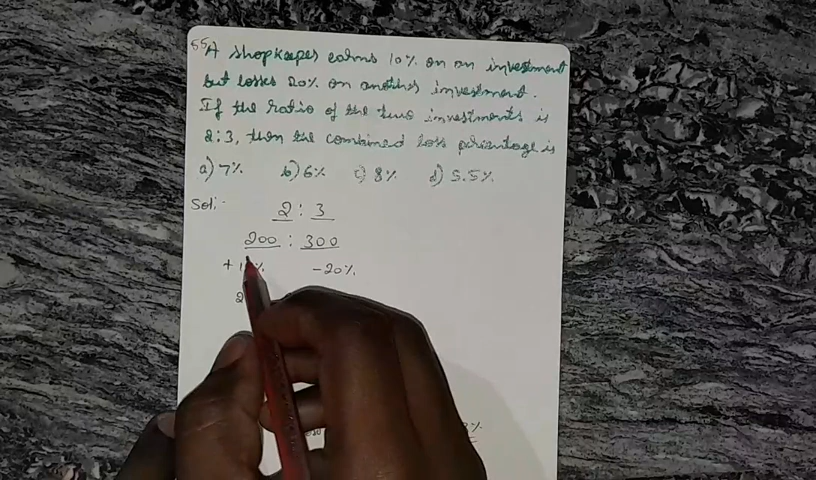 55 A shopkeeper earns 10% on an investment
but losses 20% on another investment.
If the ratio of the two investments is
2:3, then the combined loss percentage is
a) 7% b) 6% c) 8% d) 5.5%
Sol:- 2 : 3
200 : 300
+ % -20%
2
%